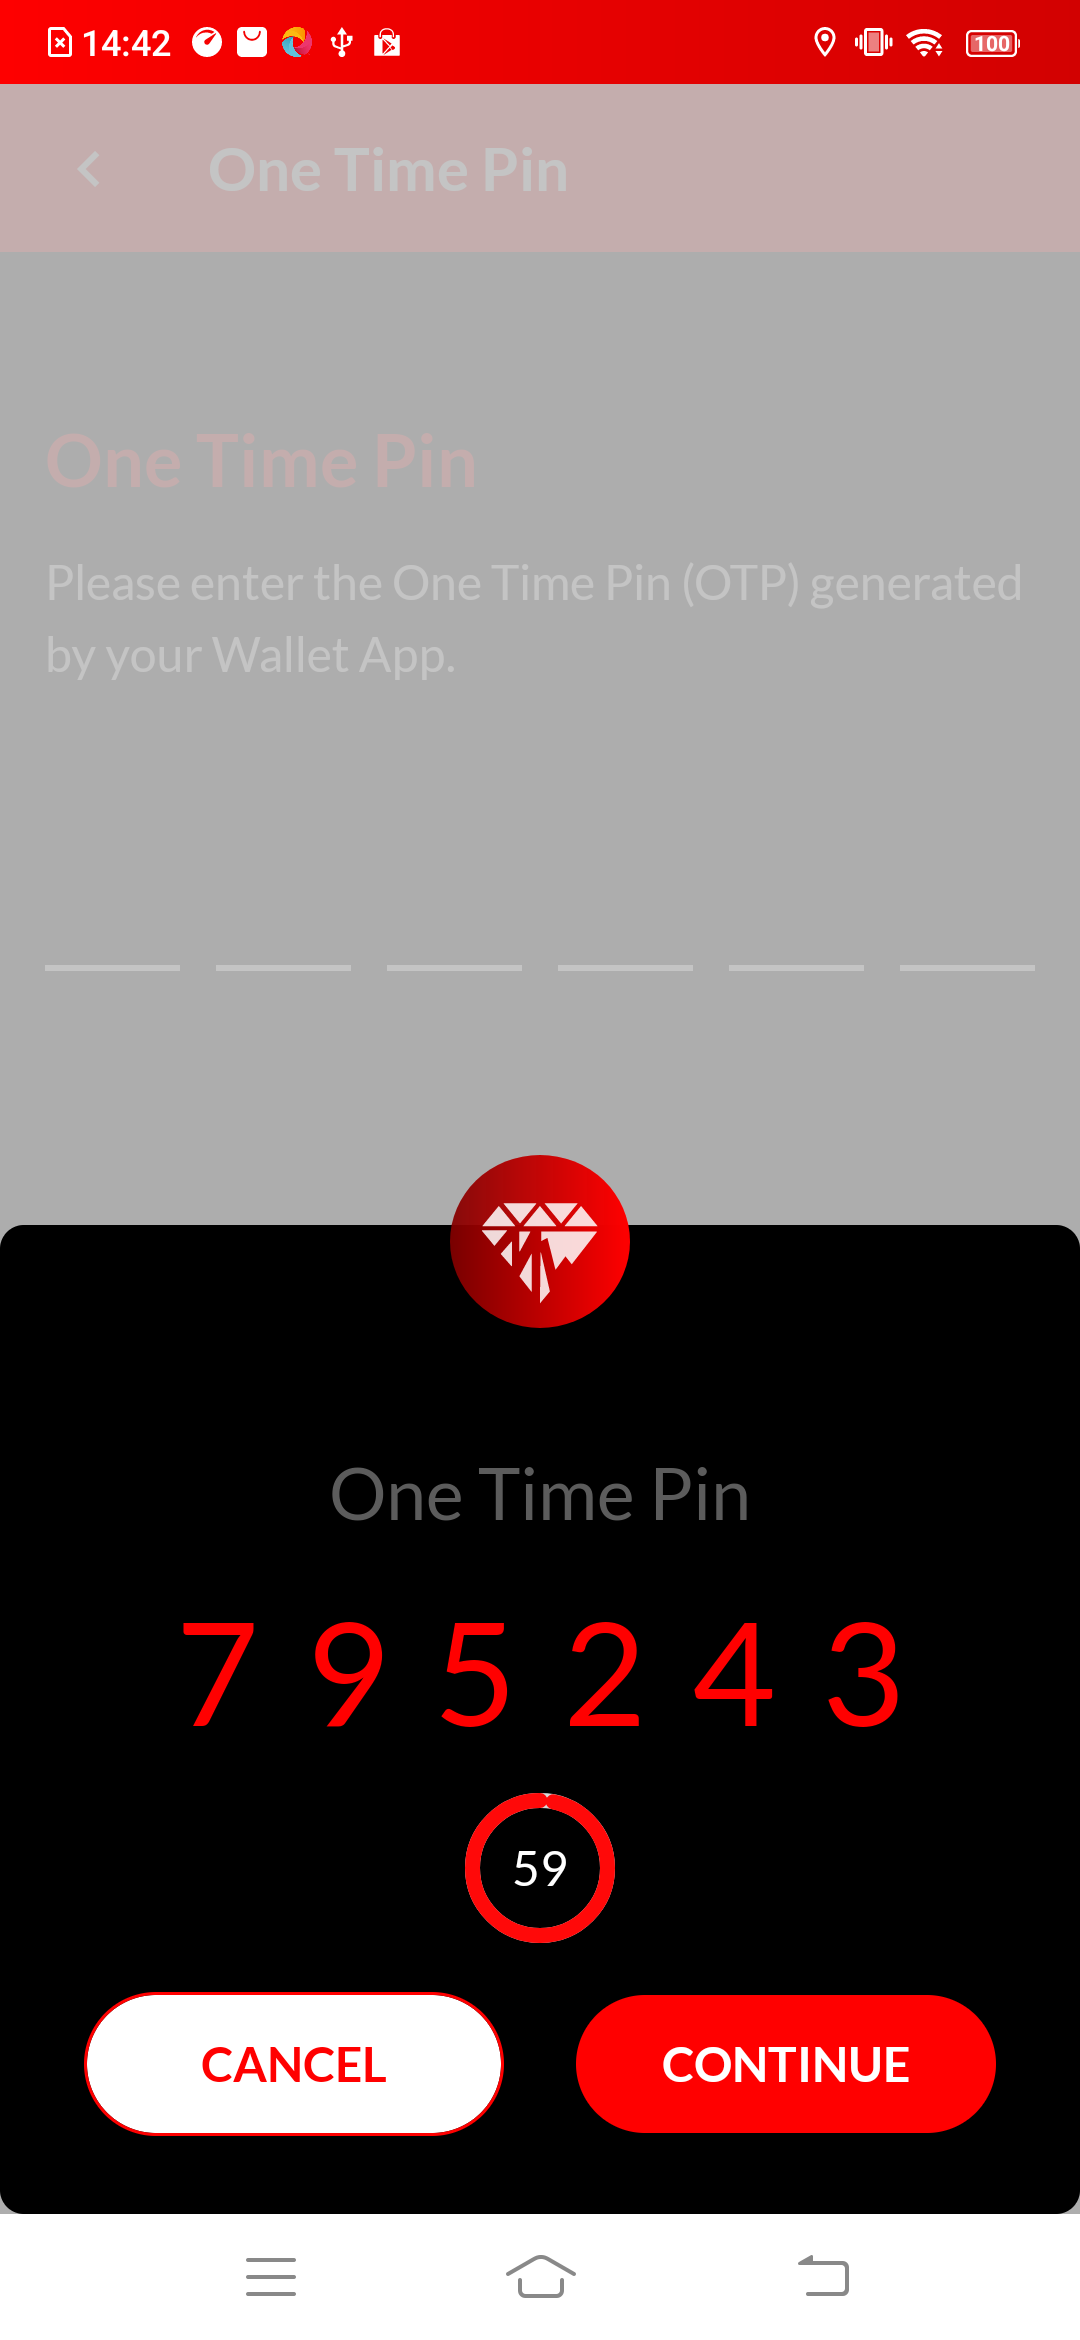 14:42
100
One Time Pin
One Time Pin
Please enter the One Time Pin (OTP) generated
by your Wallet App.
One Time Pin
7 9 5 2 4 3
59
CANCEL
CONTINUE